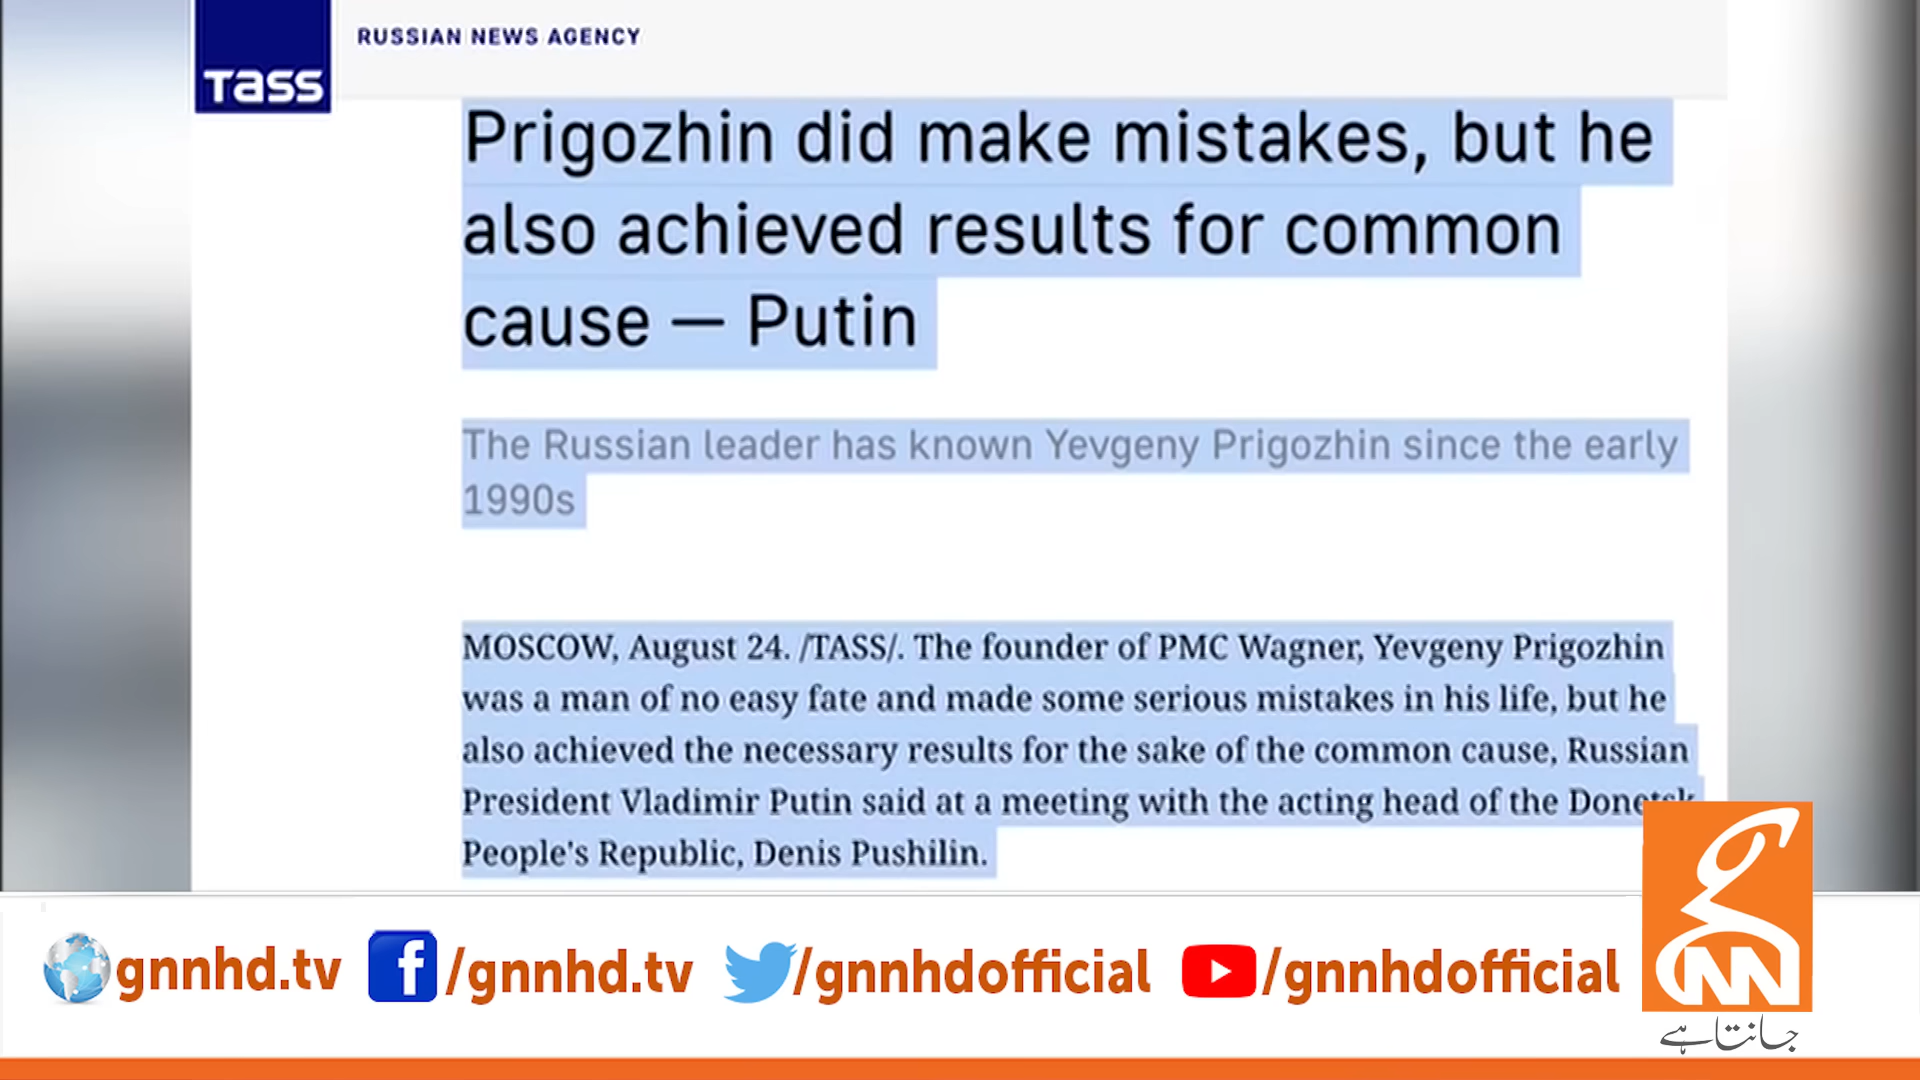 TASS
RUSSIAN NEWS AGENCY
Prigozhin did make mistakes, but he
also achieved results for common
cause — Putin
The Russian leader has known Yevgeny Prigozhin since the early
1990s
MOSCOW, August 24. /TASS/. The founder of PMC Wagner, Yevgeny Prigozhin
was a man of no easy fate and made some serious mistakes in his life, but he
also achieved the necessary results for the sake of the common cause, Russian
President Vladimir Putin said at a meeting with the acting head of the Donetsk
People's Republic, Denis Pushilin.
gnnhd.tv f/gnnhd.tv /gnnhdofficial /gnnhdofficial
GNN
جانتا ہے